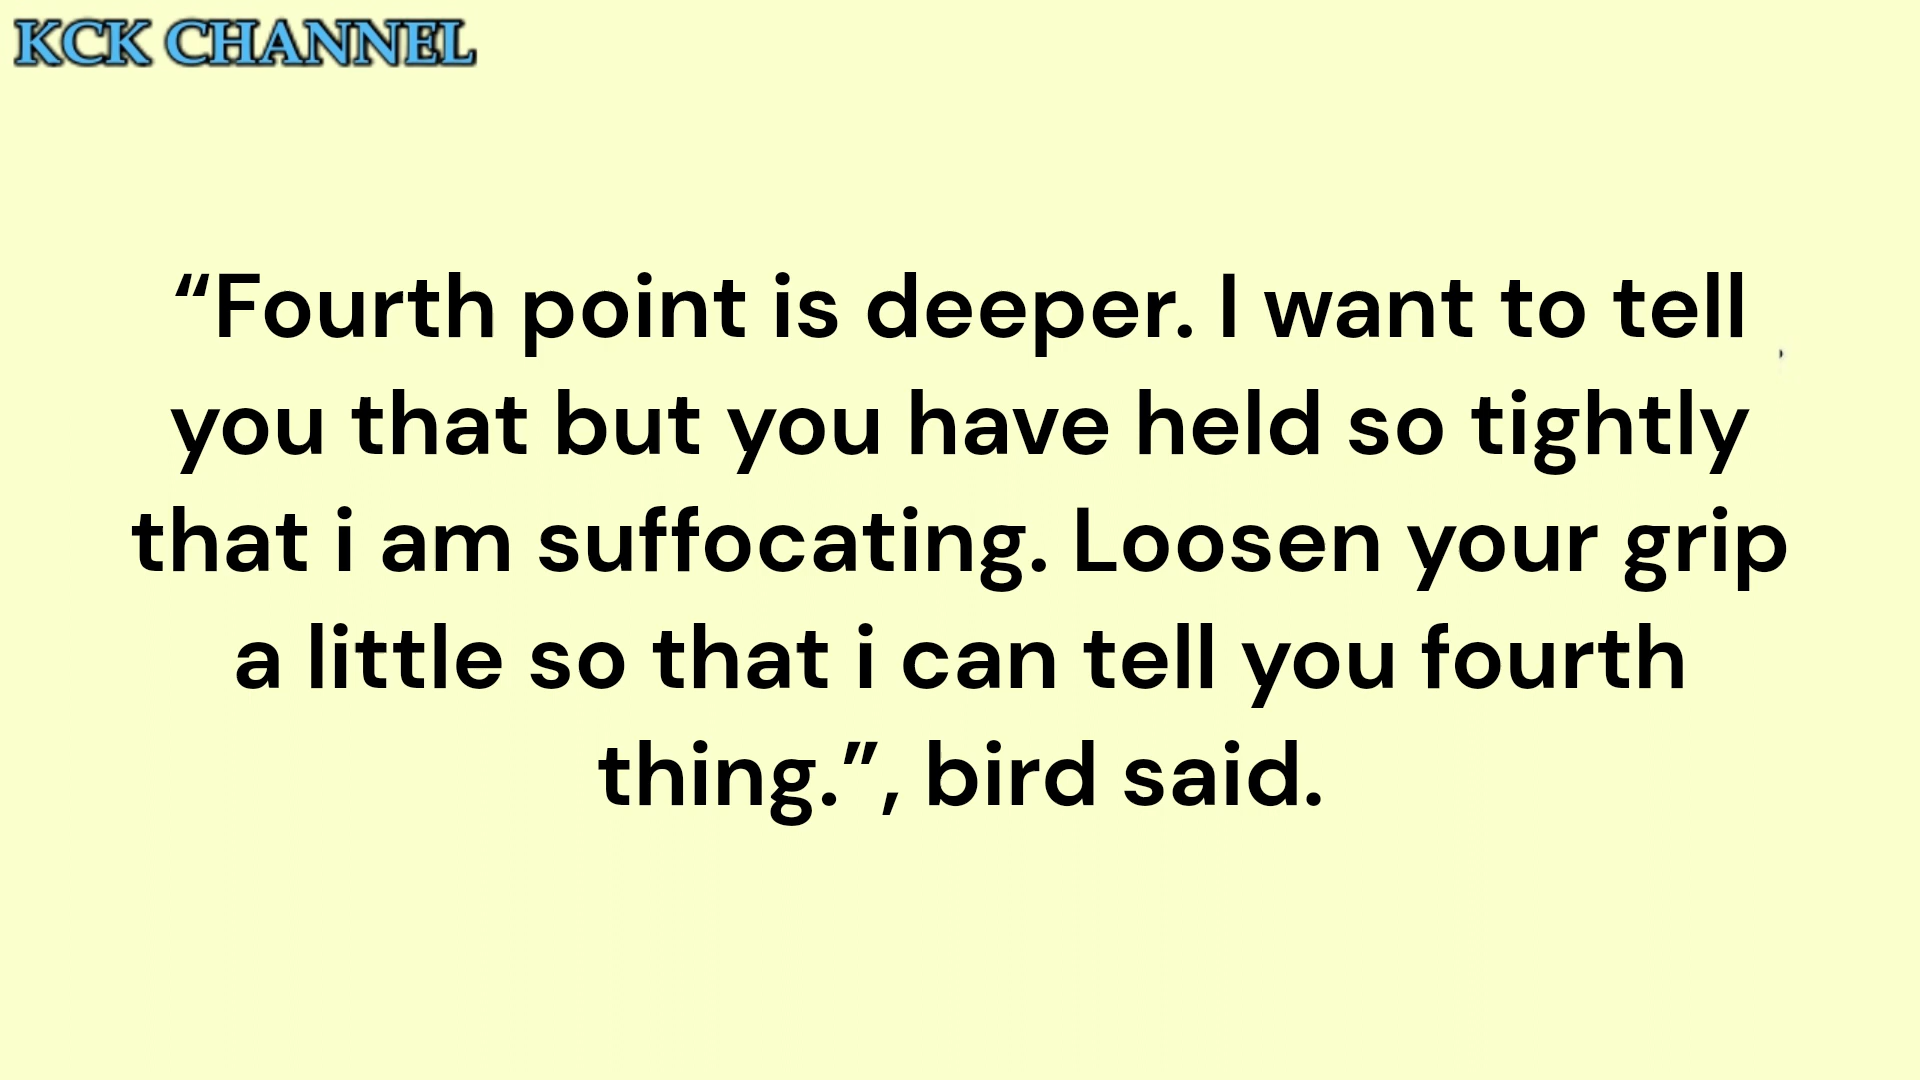 KCK CHANNEL
“Fourth point is deeper. I want to tell
you that but you have held so tightly
that i am suffocating. Loosen your grip
a little so that i can tell you fourth
thing.”, bird said.